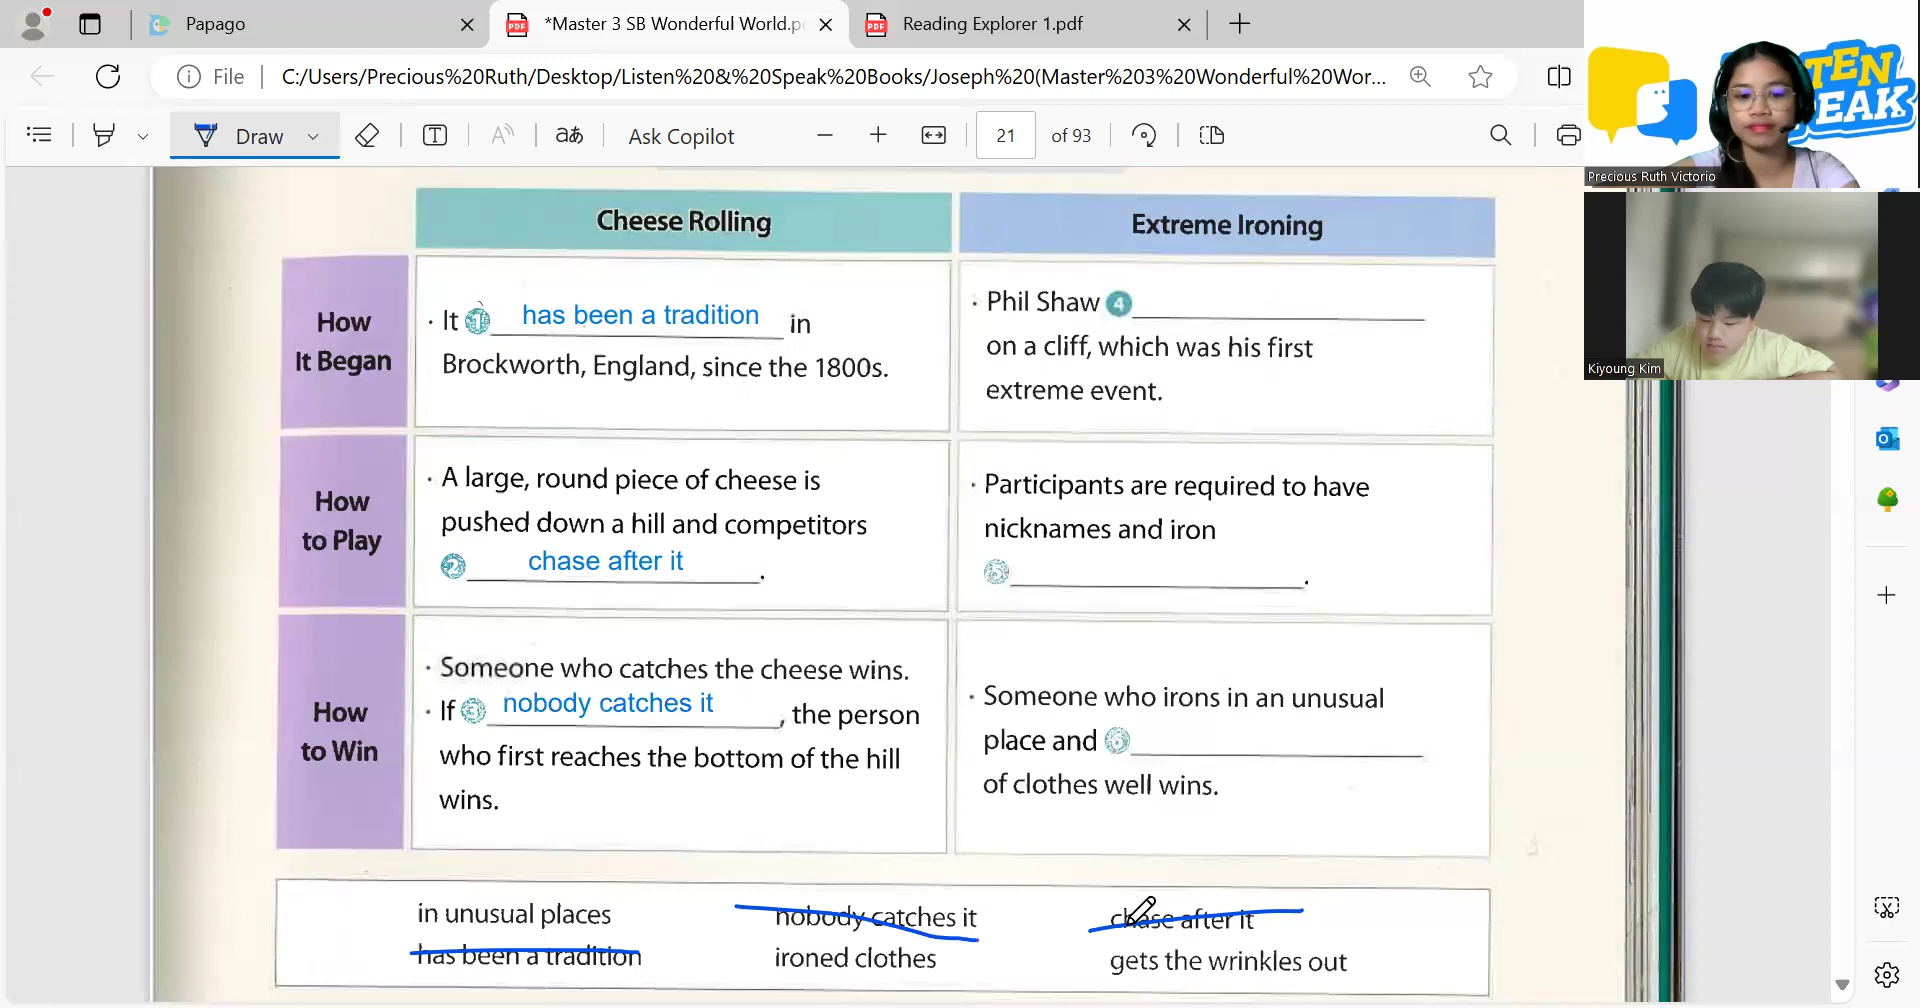 Papago
*Master 3 SB Wonderful World.p
Reading Explorer 1.pdf
File
C:/Users/Precious%20Ruth/Desktop/Listen%20&%20Speak%20Books/Joseph%20(Master%203%20Wonderful%20Wor...
Draw
Ask Copilot
21
of 93
TEN
PEAK
Precious Ruth Victorio
Kiyoung Kim
Cheese Rolling
Extreme Ironing
How
It Began
· It 1 has been a tradition in
Brockworth, England, since the 1800s.
· Phil Shaw 4
on a cliff, which was his first
extreme event.
How
to Play
· A large, round piece of cheese is
pushed down a hill and competitors
2 chase after it.
· Participants are required to have
nicknames and iron
5 .
How
to Win
· Someone who catches the cheese wins.
· If 3 nobody catches it, the person
who first reaches the bottom of the hill
wins.
· Someone who irons in an unusual
place and 6
of clothes well wins.
in unusual places
nobody catches it
chase after it
has been a tradition
ironed clothes
gets the wrinkles out